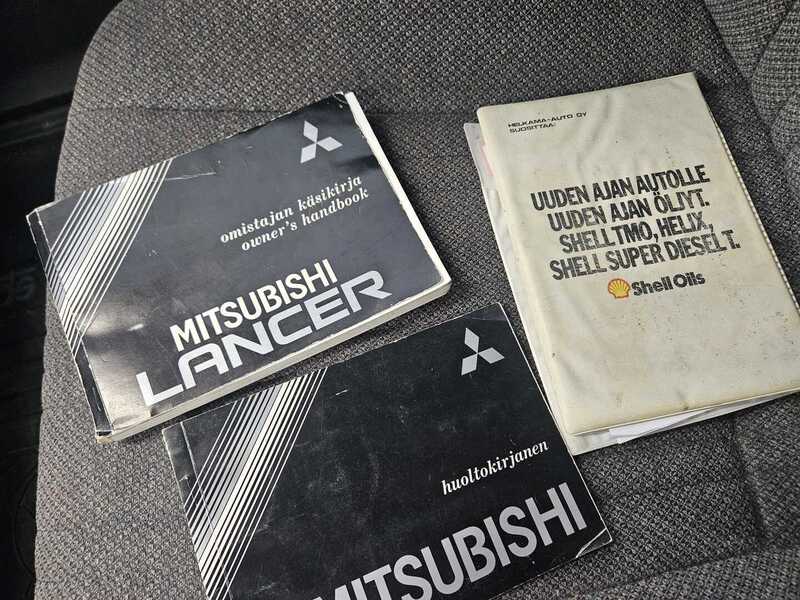 omistajan käsikirja
owner's handbook
MITSUBISHI
LANCER
HELKAMA-AUTO OY
SUOSITTAA:
UUDEN AJAN AUTOLLE
UUDEN AJAN ÖLJYT.
SHELL TMO, HELIX,
SHELL SUPER DIESEL T.
Shell Oils
huoltokirjanen
MITSUBISHI